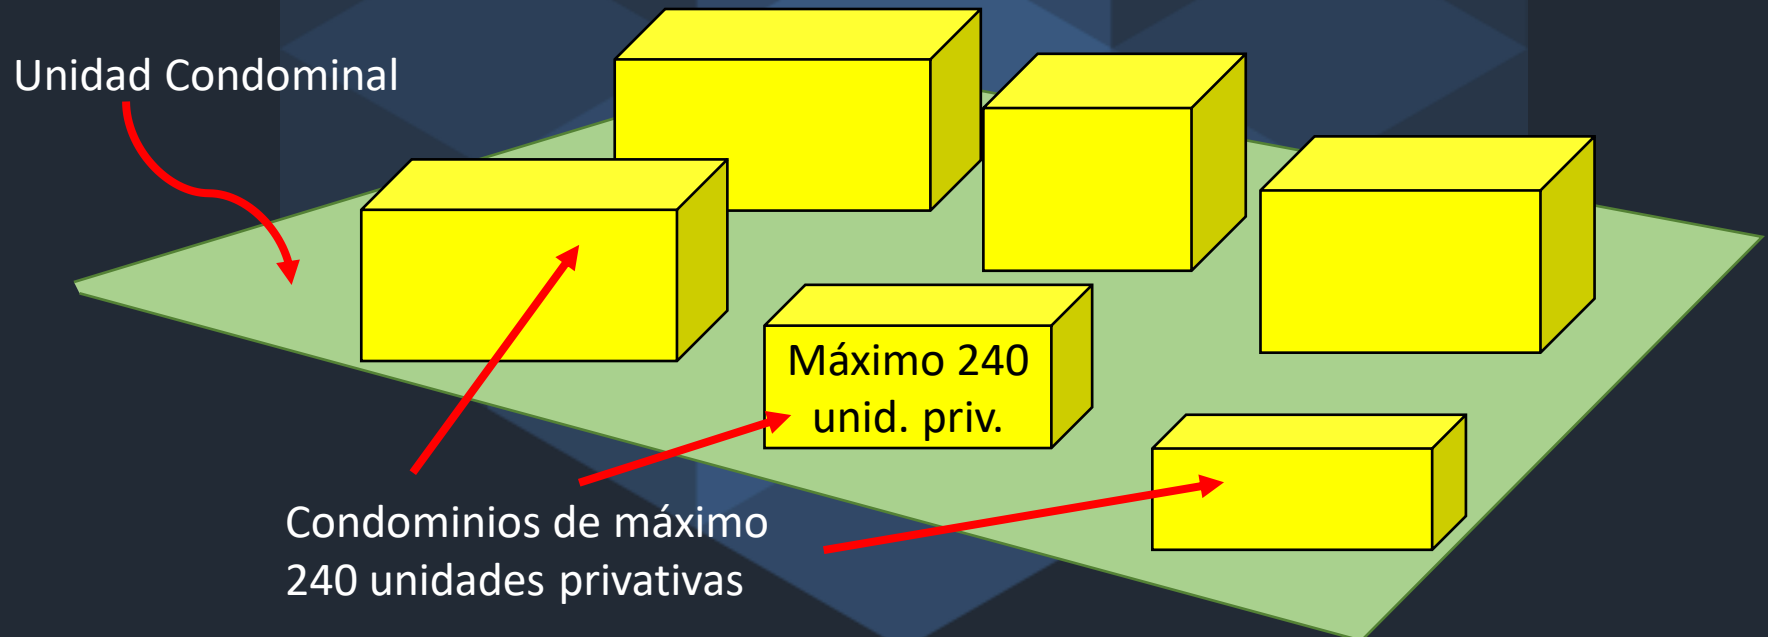 Unidad Condominal
Máximo 240
unid. priv.
Condominios de máximo
240 unidades privativas